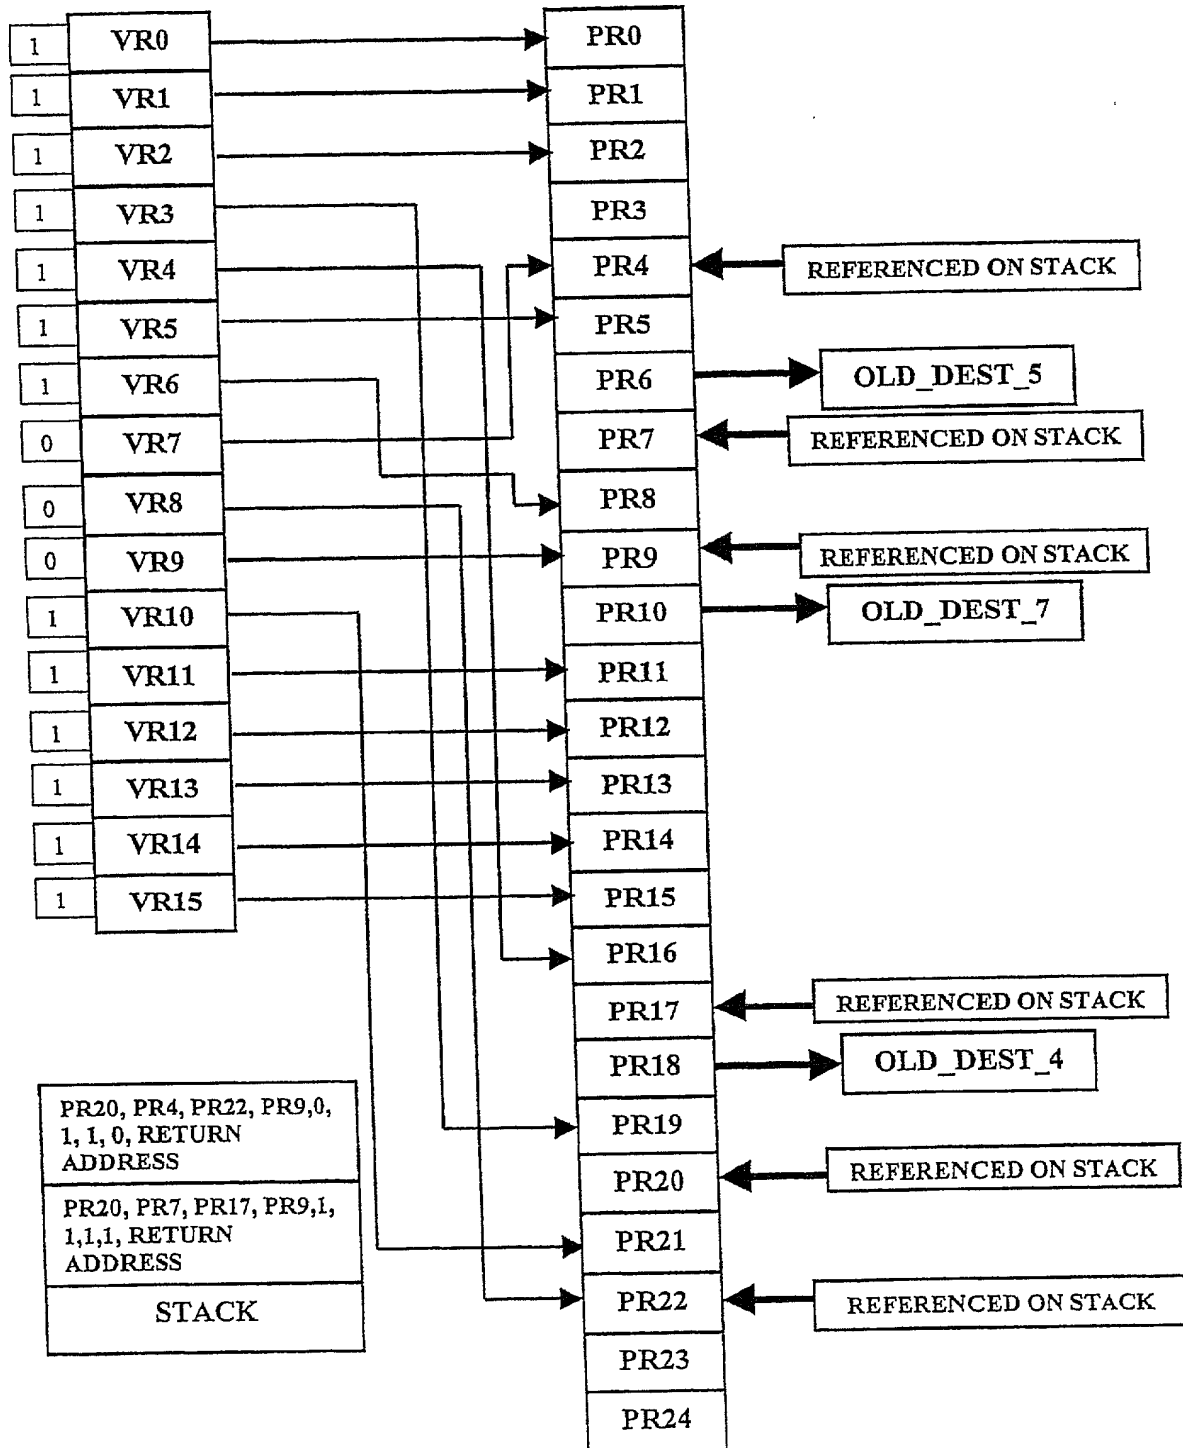 1 VR0 PR0
1 VR1 PR1
1 VR2 PR2
1 VR3 PR3
1 VR4 PR4 REFERENCED ON STACK
1 VR5 PR5
1 VR6 PR6 OLD_DEST_5
0 VR7 PR7 REFERENCED ON STACK
0 VR8 PR8
0 VR9 PR9 REFERENCED ON STACK
1 VR10 PR10 OLD_DEST_7
1 VR11 PR11
1 VR12 PR12
1 VR13 PR13
1 VR14 PR14
1 VR15 PR15
PR16
PR17 REFERENCED ON STACK
PR18 OLD_DEST_4
PR19
PR20 REFERENCED ON STACK
PR21
PR22 REFERENCED ON STACK
PR23
PR24
PR20, PR4, PR22, PR9,0,
1, 1, 0, RETURN
ADDRESS
PR20, PR7, PR17, PR9,1,
1,1,1, RETURN
ADDRESS
STACK